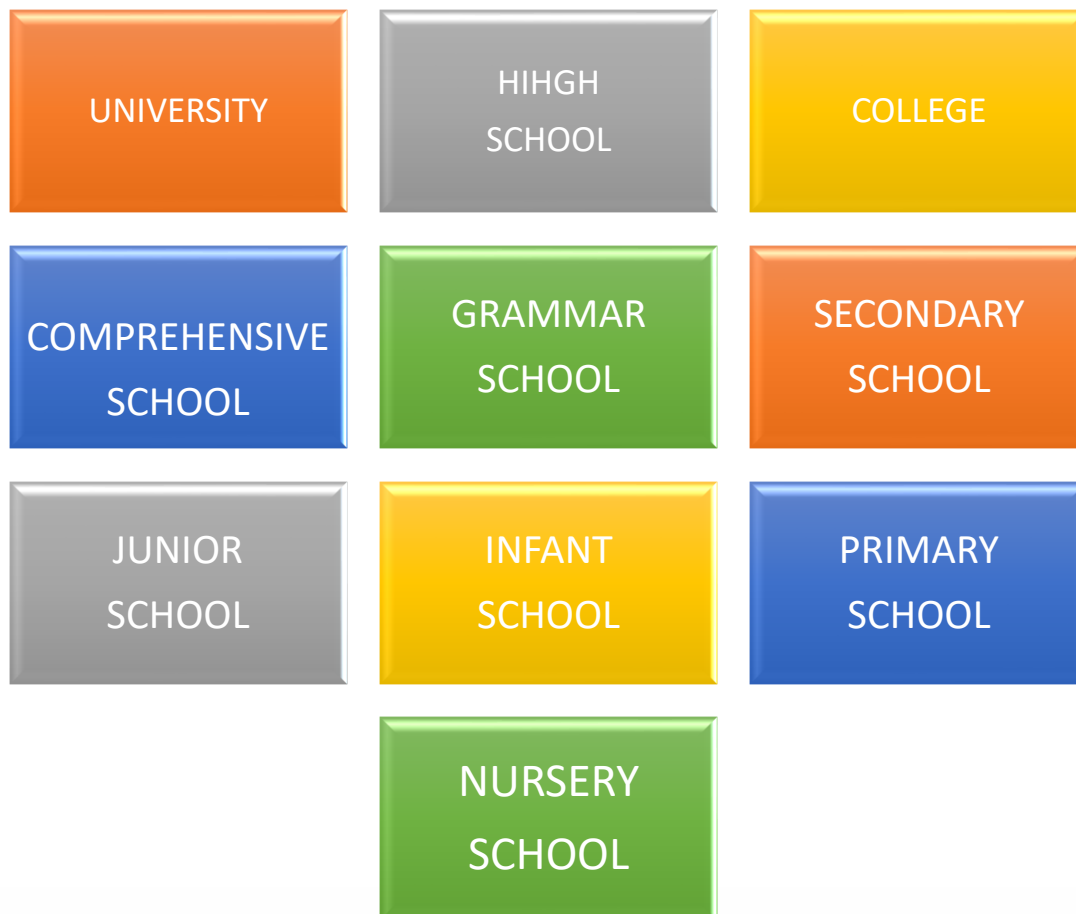 UNIVERSITY
HIHGH
SCHOOL
COLLEGE
COMPREHENSIVE
SCHOOL
GRAMMAR
SCHOOL
SECONDARY
SCHOOL
JUNIOR
SCHOOL
INFANT
SCHOOL
PRIMARY
SCHOOL
NURSERY
SCHOOL